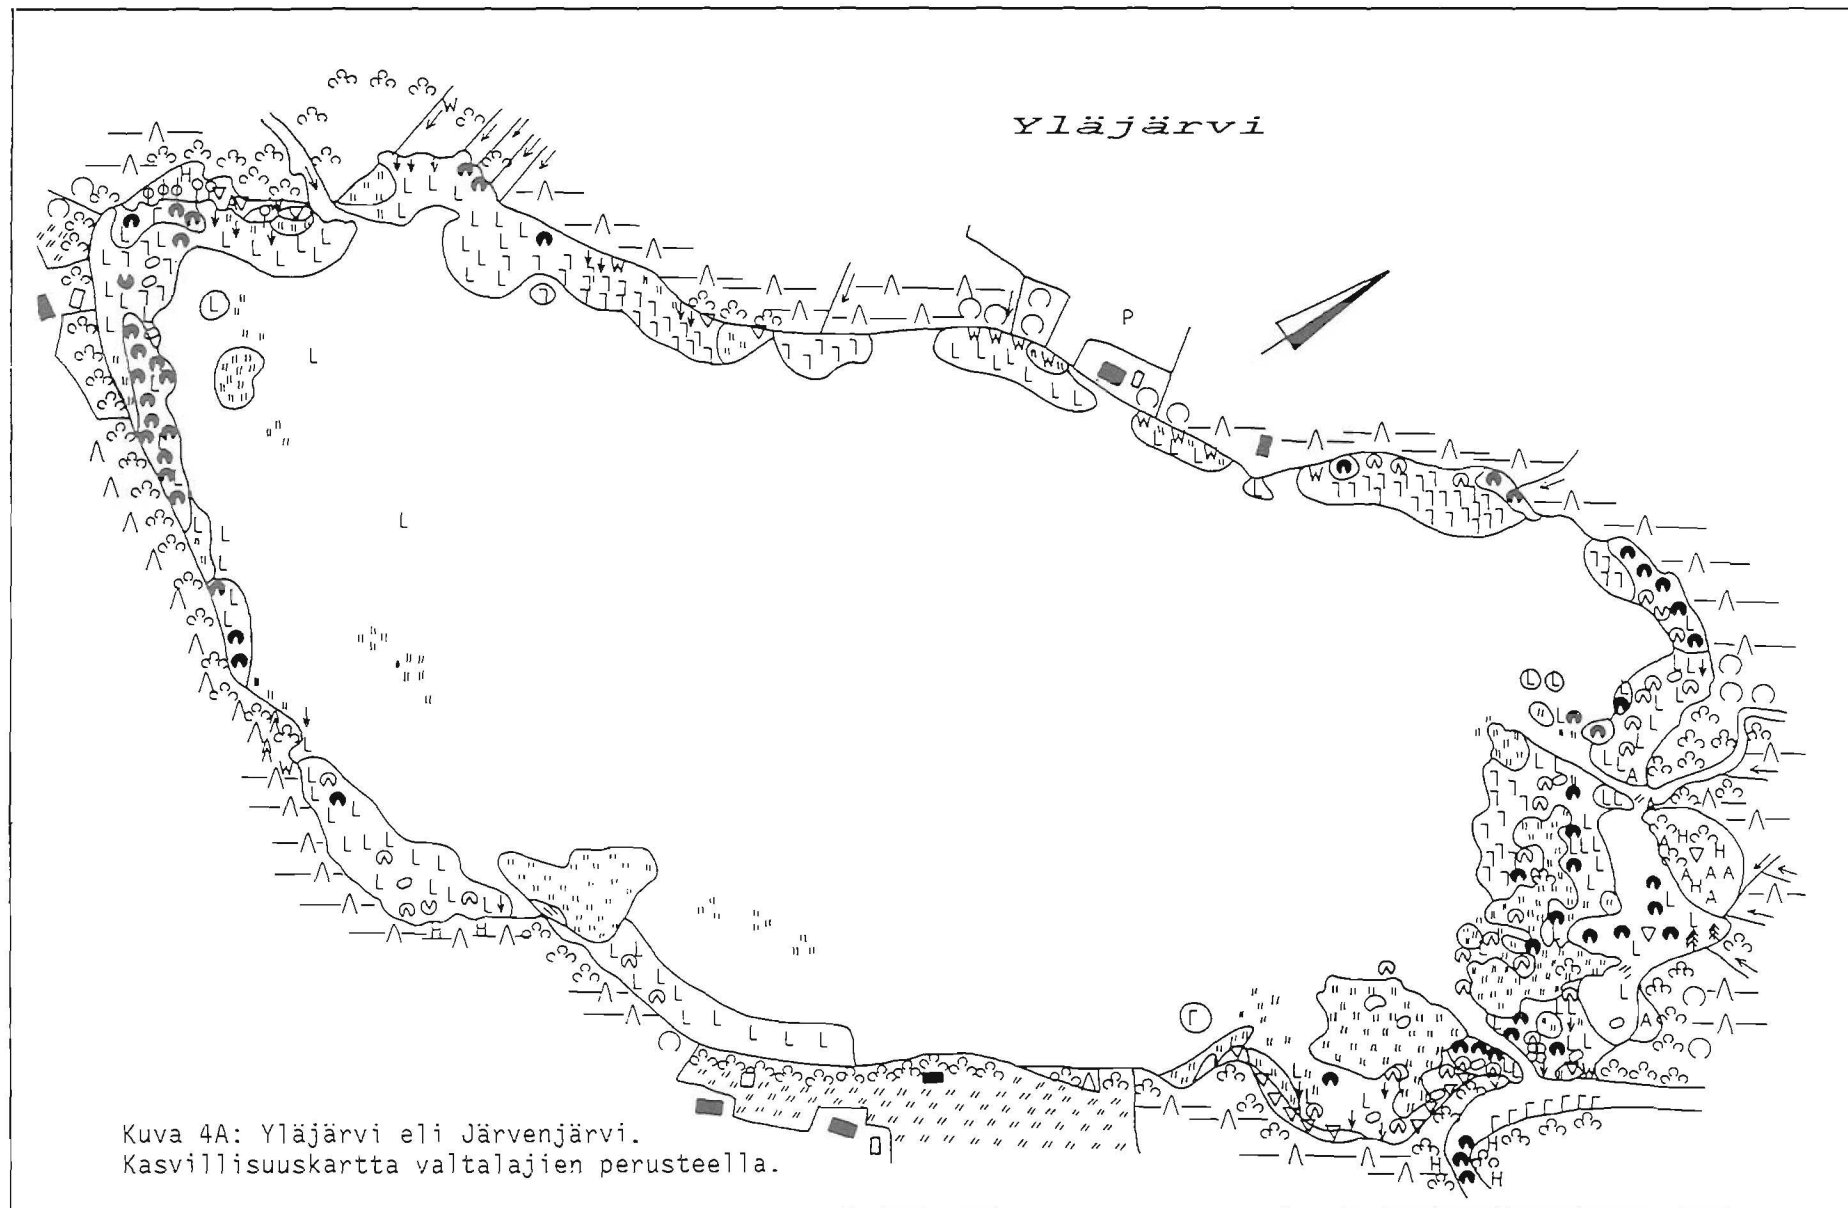 Yläjärvi
P
Kuva 4A: Yläjärvi eli Järvenjärvi.
Kasvillisuuskartta valtalajien perusteella.